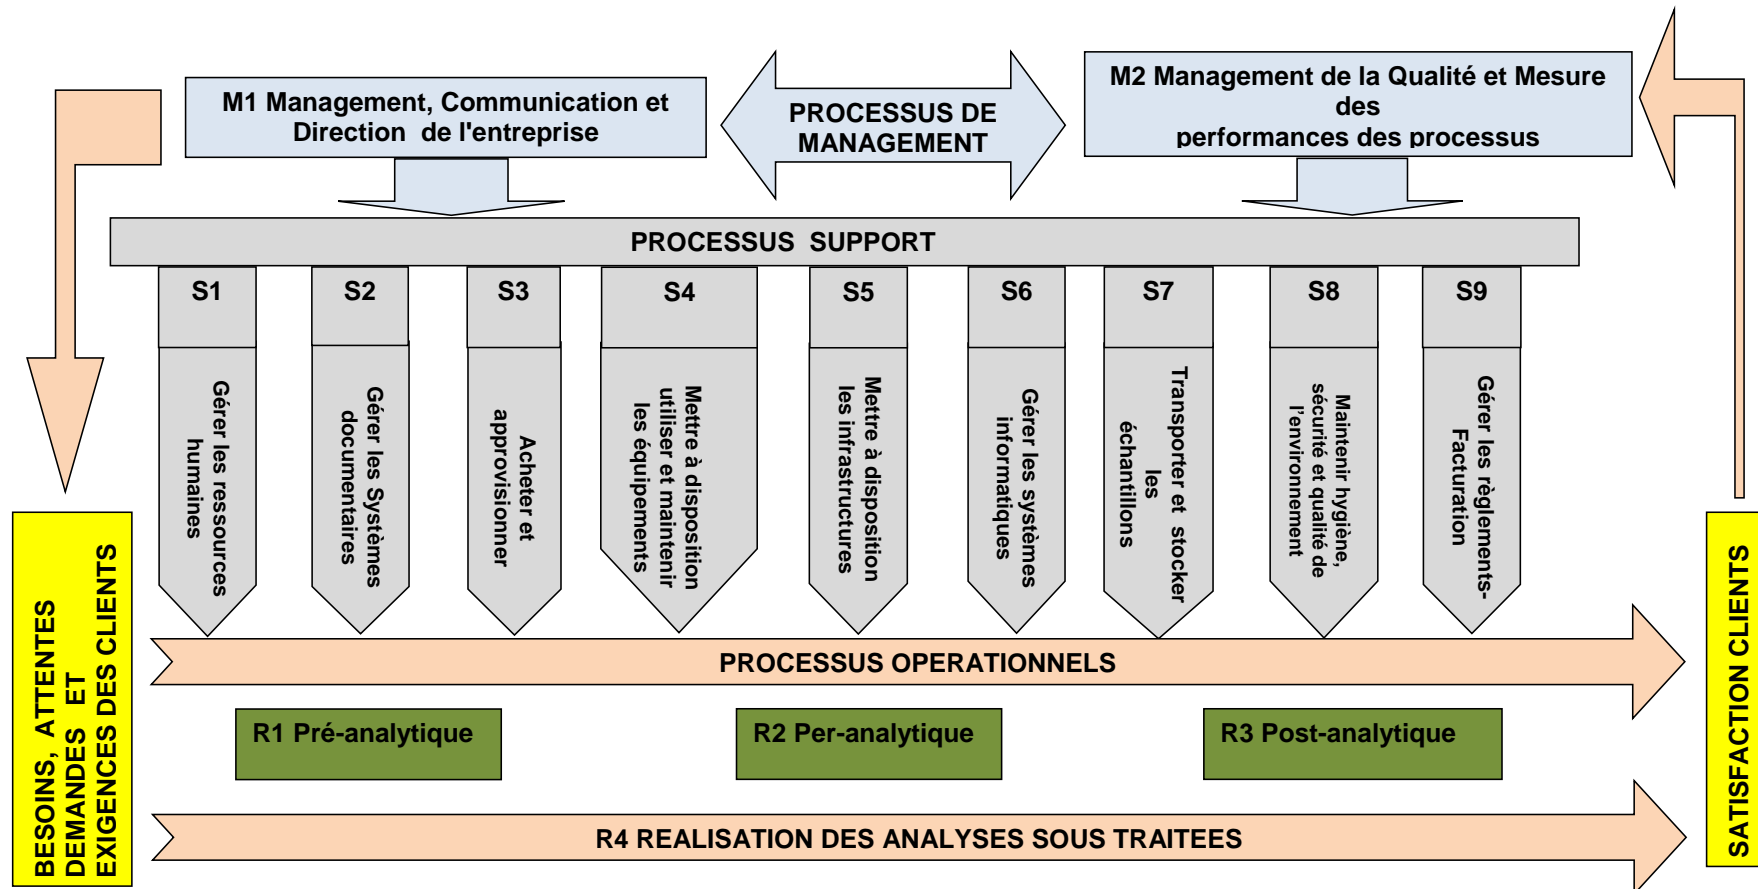 M1 Management, Communication et
Direction de l'entreprise
PROCESSUS DE
MANAGEMENT
M2 Management de la Qualité et Mesure
des
performances des processus
PROCESSUS SUPPORT
S1
S2
S3
S4
S5
S6
S7
S8
S9
Gérer les ressources
humaines
Gérer les Systèmes
documentaires
Acheter et
approvisionner
Mettre à disposition
utiliser et maintenir
les équipements
Mettre à disposition
les infrastructures
Gérer les systèmes
informatiques
Transporter et stocker
les
échantillons
Maintenir hygiène,
sécurité et qualité de
l'environnement
Gérer les règlements-
Facturation
BESOINS, ATTENTES
DEMANDES ET
EXIGENCES DES CLIENTS
PROCESSUS OPERATIONNELS
R1 Pré-analytique
R2 Per-analytique
R3 Post-analytique
R4 REALISATION DES ANALYSES SOUS TRAITEES
SATISFACTION CLIENTS